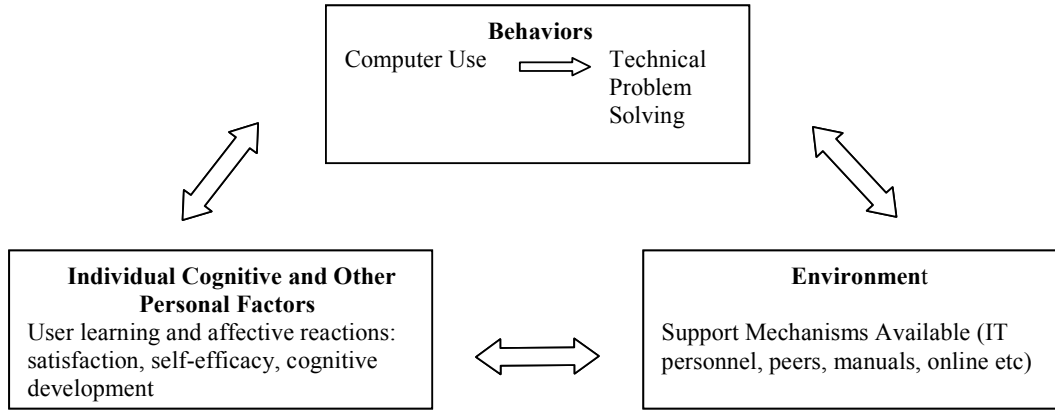 Behaviors
Computer Use
Technical
Problem
Solving
Individual Cognitive and Other
Personal Factors
User learning and affective reactions:
satisfaction, self-efficacy, cognitive
development
Environment
Support Mechanisms Available (IT
personnel, peers, manuals, online etc)